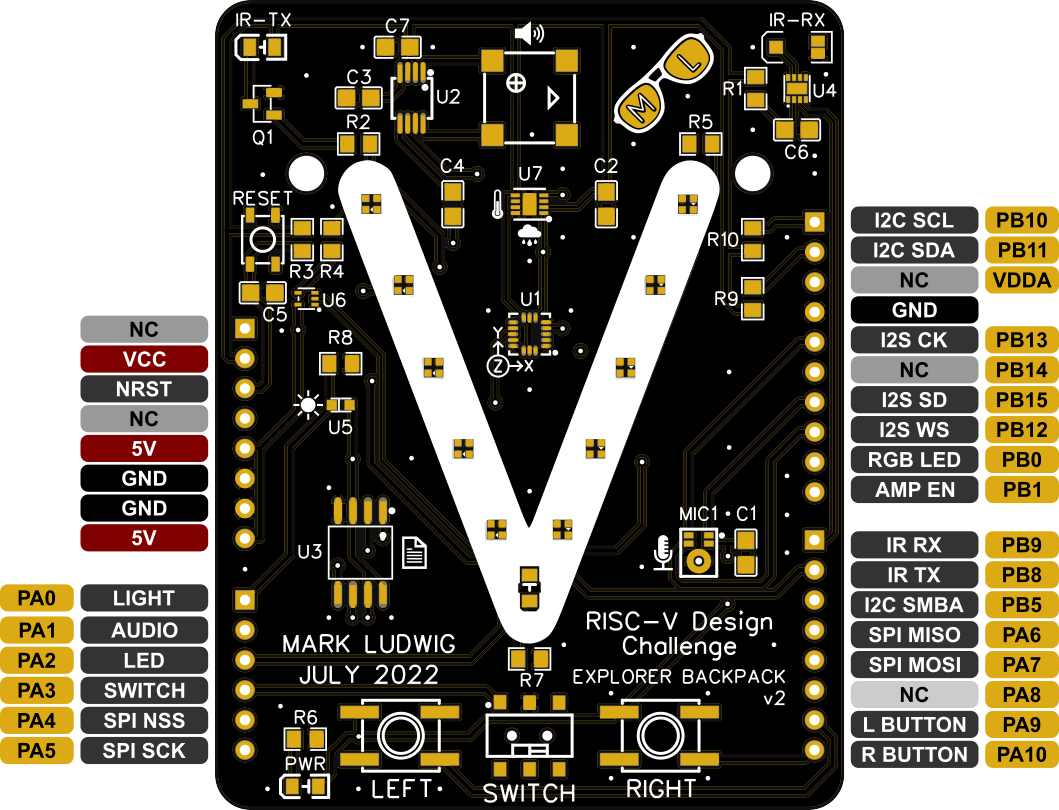 IR-TX
C7
IR-RX
M L
C3
U2
R1
U4
Q1
R2
R5
C6
C4
U7
C2
RESET
R3 R4
R10
C5
U6
R9
U1
Y
Z X
R8
U5
U3
MIC1
C1
MARK LUDWIG
JULY 2022
RISC-V Design
Challenge
EXPLORER BACKPACK
v2
R7
R6
PWR
LEFT
SWITCH
RIGHT
NC
VCC
NRST
NC
5V
GND
GND
5V
PA0 LIGHT
PA1 AUDIO
PA2 LED
PA3 SWITCH
PA4 SPI NSS
PA5 SPI SCK
I2C SCL PB10
I2C SDA PB11
NC VDDA
GND
I2S CK PB13
NC PB14
I2S SD PB15
I2S WS PB12
RGB LED PB0
AMP EN PB1
IR RX PB9
IR TX PB8
I2C SMBA PB5
SPI MISO PA6
SPI MOSI PA7
NC PA8
L BUTTON PA9
R BUTTON PA10